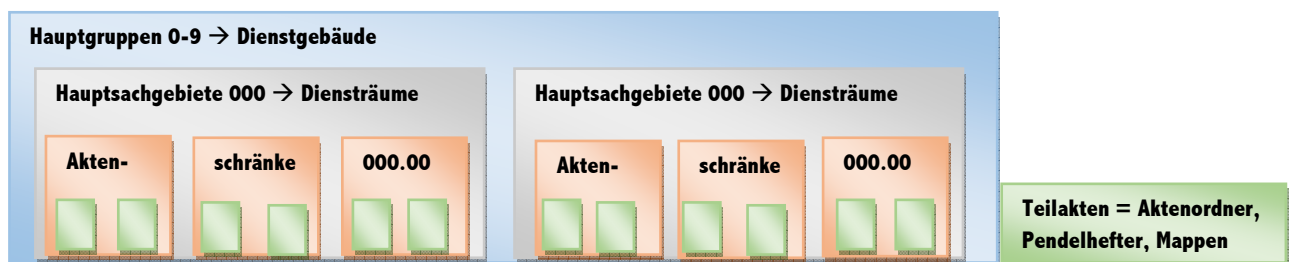 Hauptgruppen 0-9 → Dienstgebäude
Hauptsachgebiete 000 → Diensträume
Akten-
schränke
000.00
Hauptsachgebiete 000 → Diensträume
Akten-
schränke
000.00
Teilakten = Aktenordner,
Pendelhefter, Mappen